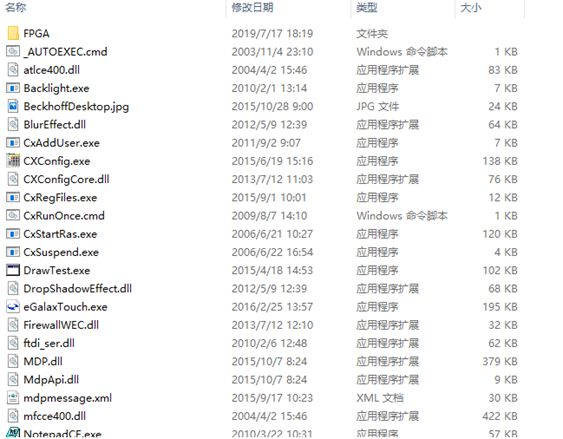 名称 修改日期 类型 大小
FPGA 2019/7/17 18:19 文件夹
_AUTOEXEC.cmd 2003/11/4 23:10 Windows 命令脚本 1 KB
atlce400.dll 2004/4/2 15:46 应用程序扩展 83 KB
Backlight.exe 2010/2/1 13:14 应用程序 7 KB
BeckhoffDesktop.jpg 2015/10/28 9:00 JPG 文件 24 KB
BlurEffect.dll 2012/5/9 12:39 应用程序扩展 64 KB
CxAddUser.exe 2011/9/2 9:07 应用程序 7 KB
CXConfig.exe 2015/6/19 15:16 应用程序 138 KB
CXConfigCore.dll 2013/7/12 11:03 应用程序扩展 76 KB
CxRegFiles.exe 2015/9/1 10:01 应用程序 12 KB
CxRunOnce.cmd 2009/8/7 14:10 Windows 命令脚本 1 KB
CxStartRas.exe 2006/6/21 10:27 应用程序 120 KB
CxSuspend.exe 2006/6/22 16:54 应用程序 4 KB
DrawTest.exe 2015/4/18 14:53 应用程序 102 KB
DropShadowEffect.dll 2012/5/9 12:39 应用程序扩展 68 KB
eGalaxTouch.exe 2016/2/25 13:57 应用程序 195 KB
FirewallWEC.dll 2013/7/12 12:10 应用程序扩展 32 KB
ftdi_ser.dll 2010/2/6 12:48 应用程序扩展 62 KB
MDP.dll 2015/10/7 8:24 应用程序扩展 379 KB
MdpApi.dll 2015/10/7 8:24 应用程序扩展 9 KB
mdpmessage.xml 2015/9/17 10:23 XML 文档 30 KB
mfcce400.dll 2004/4/2 15:46 应用程序扩展 422 KB
NotepadCE.exe 2010/3/22 10:31 应用程序 57 KB